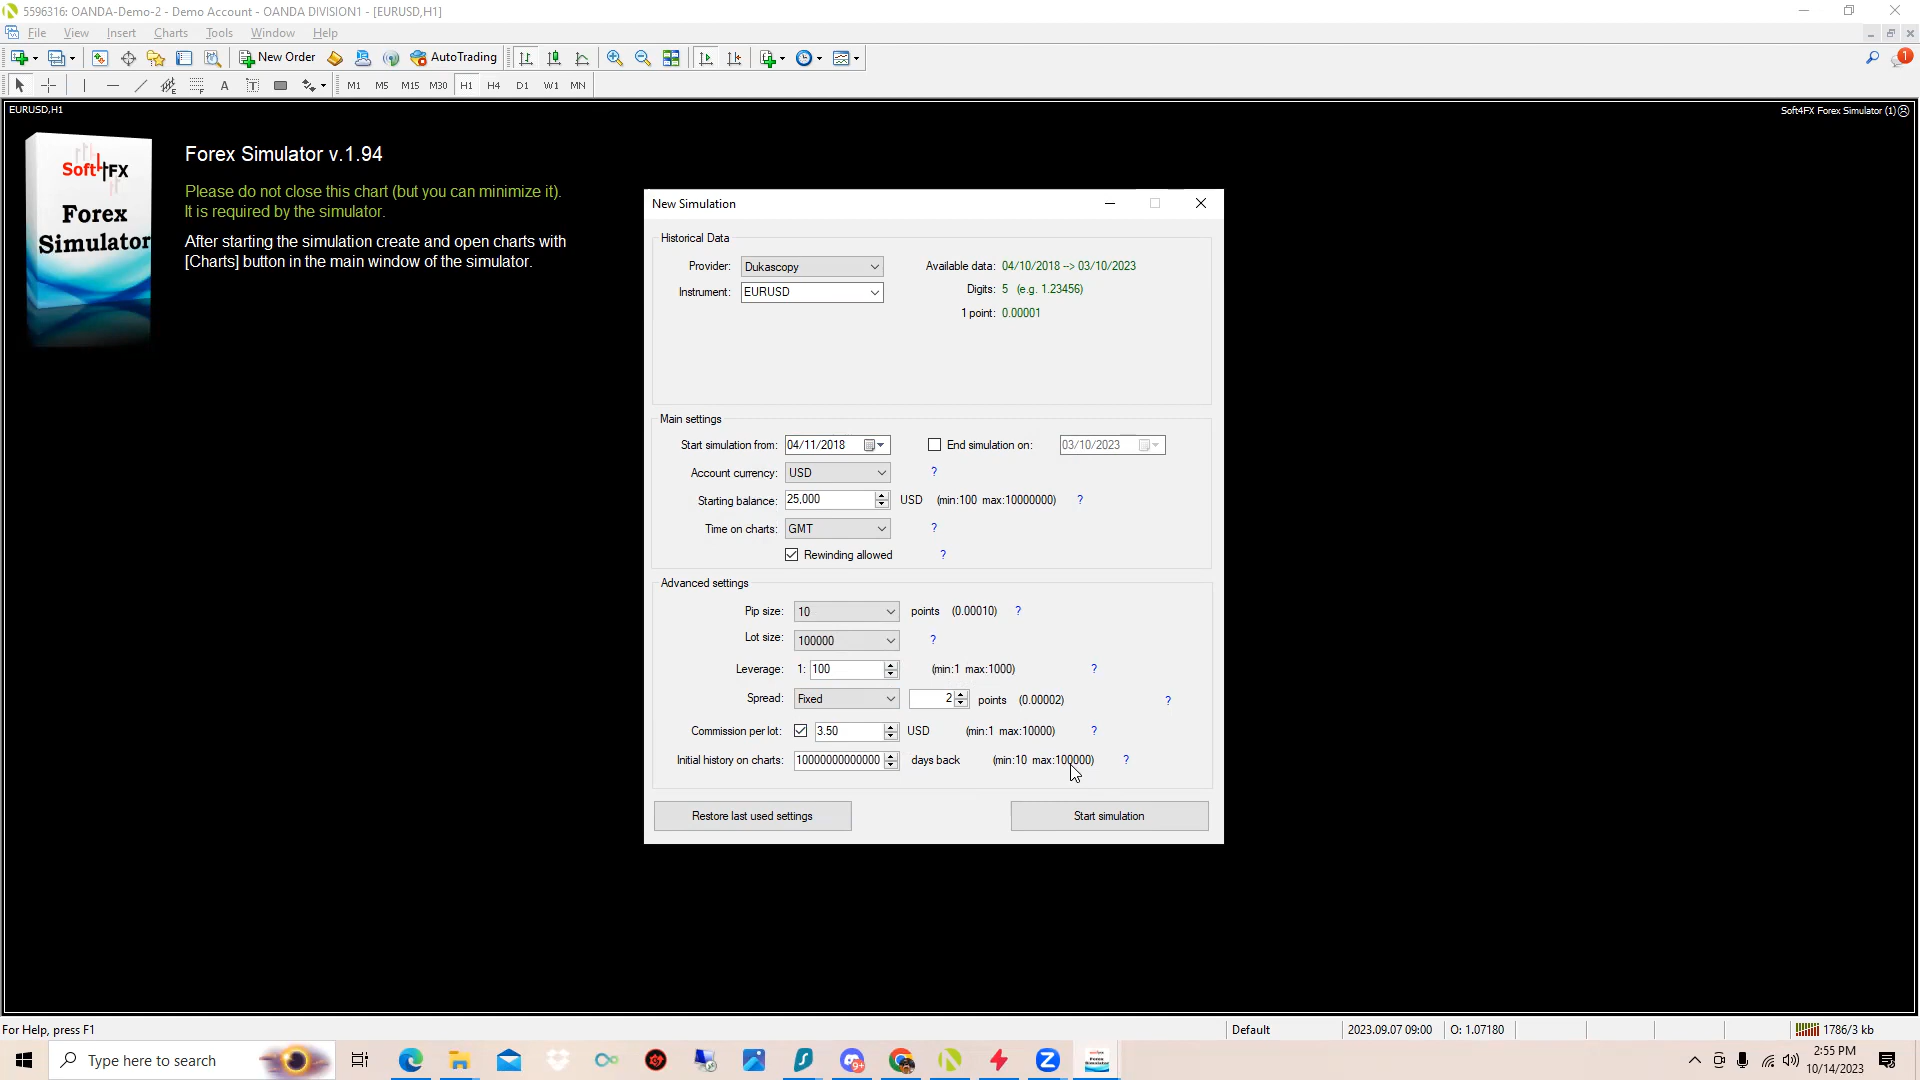 5596316: OANDA-Demo-2 - Demo Account - OANDA DIVISION1 - [EURUSD,H1]
File View Insert Charts Tools Window Help
New Order AutoTrading 1
A T M1 M5 M15 M30 H1 H4 D1 W1 MN
EURUSD,H1 Soft4FX Forex Simulator (1)
Soft4FX
Forex
Simulator
Forex Simulator v.1.94
Please do not close this chart (but you can minimize it).
It is required by the simulator.
After starting the simulation create and open charts with
[Charts] button in the main window of the simulator.
New Simulation
Historical Data
Provider: Dukascopy Available data: 04/10/2018 --> 03/10/2023
Instrument: EURUSD Digits: 5 (e.g. 1.23456)
1 point: 0.00001
Main settings
Start simulation from: 04/11/2018 End simulation on: 03/10/2023
Account currency: USD ?
Starting balance: 25,000 USD (min:100 max:10000000) ?
Time on charts: GMT ?
Rewinding allowed ?
Advanced settings
Pip size: 10 points (0.00010) ?
Lot size: 100000 ?
Leverage: 1: 100 (min:1 max:1000) ?
Spread: Fixed 2 points (0.00002) ?
Commission per lot: 3.50 USD (min:1 max:10000) ?
Initial history on charts: 10000000000000 days back (min:10 max:100000) ?
Restore last used settings Start simulation
For Help, press F1 Default 2023.09.07 09:00 O: 1.07180 1786/3 kb
Type here to search 9+ 2:55 PM
10/14/2023